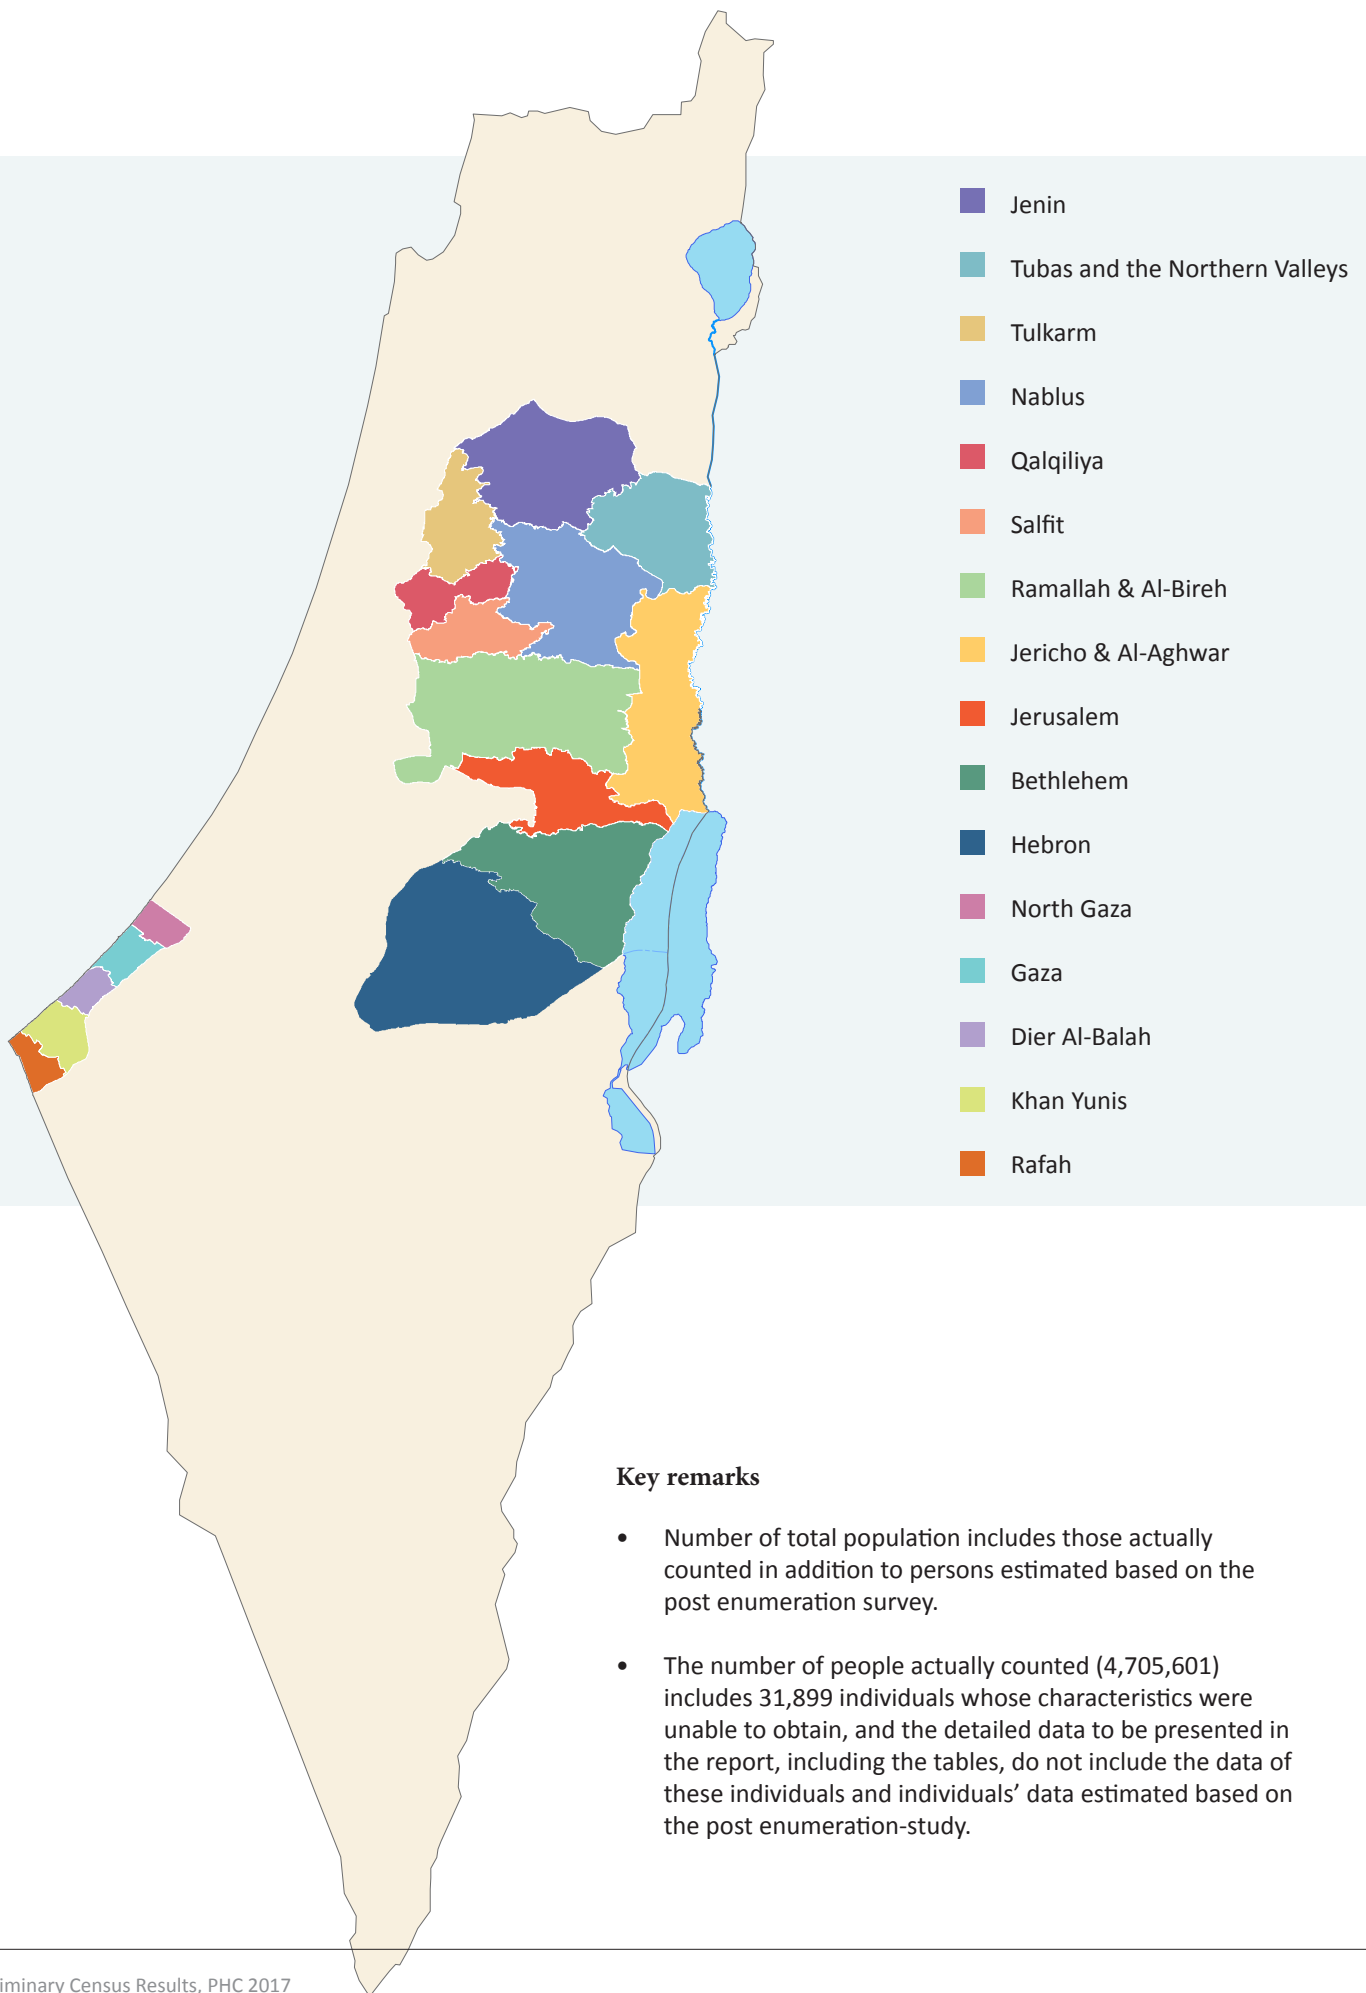 Jenin
Tubas and the Northern Valleys
Tulkarm
Nablus
Qalqiliya
Salfit
Ramallah & Al-Bireh
Jericho & Al-Aghwar
Jerusalem
Bethlehem
Hebron
North Gaza
Gaza
Dier Al-Balah
Khan Yunis
Rafah
Key remarks
• Number of total population includes those actually
counted in addition to persons estimated based on the
post enumeration survey.
• The number of people actually counted (4,705,601)
includes 31,899 individuals whose characteristics were
unable to obtain, and the detailed data to be presented in
the report, including the tables, do not include the data of
these individuals and individuals’ data estimated based on
the post enumeration-study.
iminary Census Results, PHC 2017